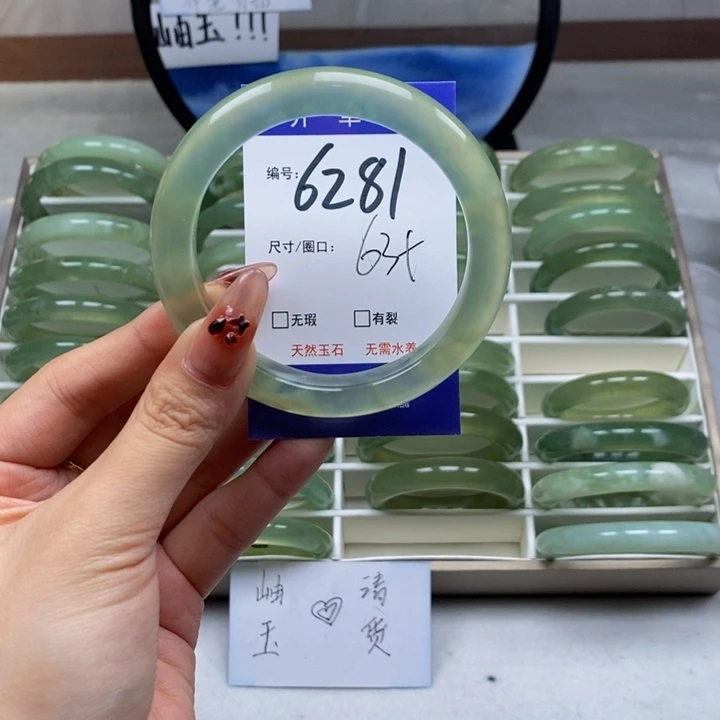 岫玉!!!
编号: 6281
尺寸/圈口: 63+
无瑕 有裂
天然玉石 无需水养
岫玉 ♡ 清货